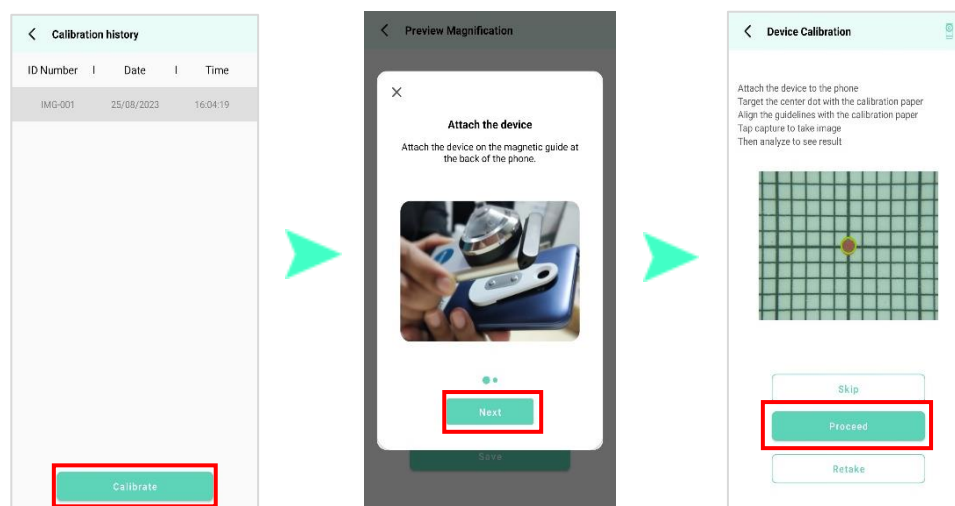 Calibration history
ID Number | Date | Time
IMG-001 25/08/2023 16:04:19
Calibrate
Preview Magnification
Attach the device
Attach the device on the magnetic guide at
the back of the phone.
Next
Save
Device Calibration
Attach the device to the phone
Target the center dot with the calibration paper
Align the guidelines with the calibration paper
Tap capture to take image
Then analyze to see result
Skip
Proceed
Retake